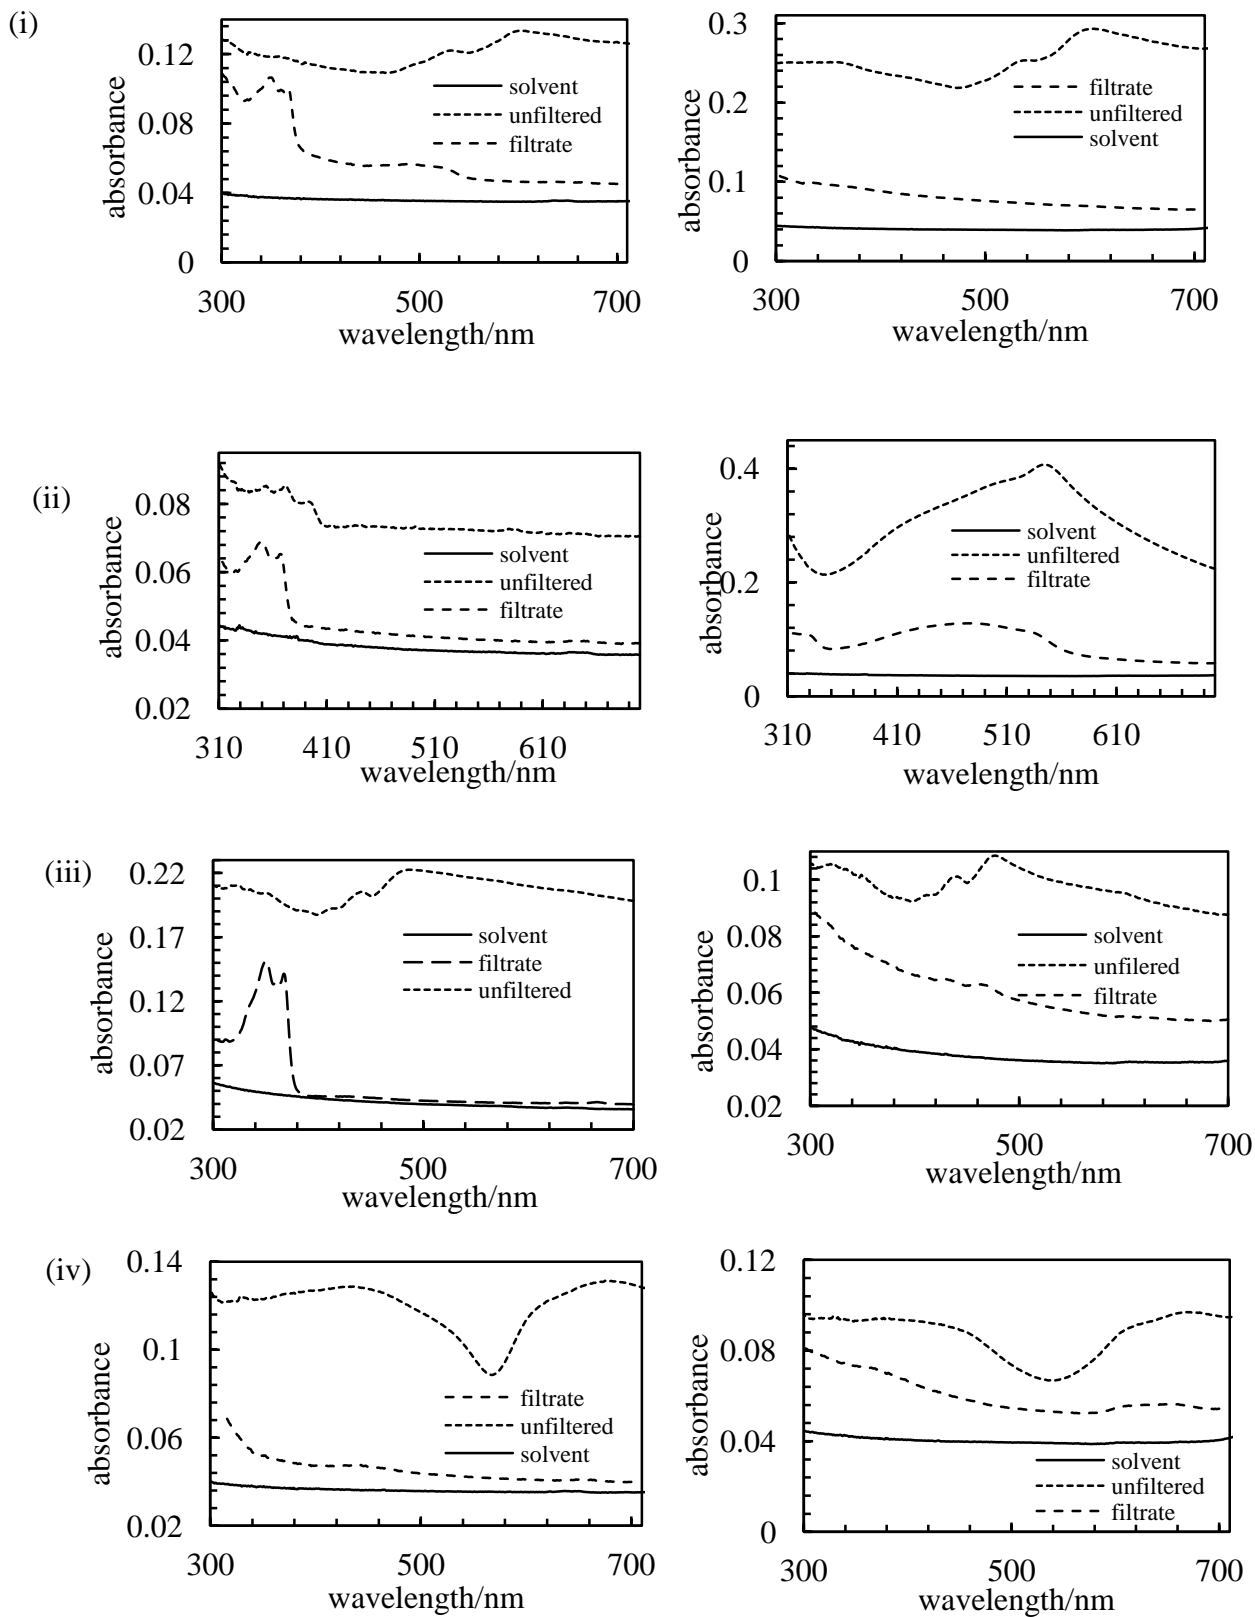 (i)
absorbance
0.12
0.08
0.04
0
solvent
unfiltered
filtrate
300 500 700
wavelength/nm
absorbance
0.3
0.2
0.1
0
filtrate
unfiltered
solvent
300 500 700
wavelength/nm
(ii)
absorbance
0.08
0.06
0.04
0.02
solvent
unfiltered
filtrate
310 410 510 610
wavelength/nm
absorbance
0.4
0.2
0
solvent
unfiltered
filtrate
310 410 510 610
wavelength/nm
(iii)
absorbance
0.22
0.17
0.12
0.07
0.02
solvent
filtrate
unfiltered
300 500 700
wavelength/nm
absorbance
0.1
0.08
0.06
0.04
0.02
solvent
unfilered
filtrate
300 500 700
wavelength/nm
(iv)
absorbance
0.14
0.1
0.06
0.02
filtrate
unfiltered
solvent
300 500 700
wavelength/nm
absorbance
0.12
0.08
0.04
0
solvent
unfiltered
filtrate
300 500 700
wavelength/nm